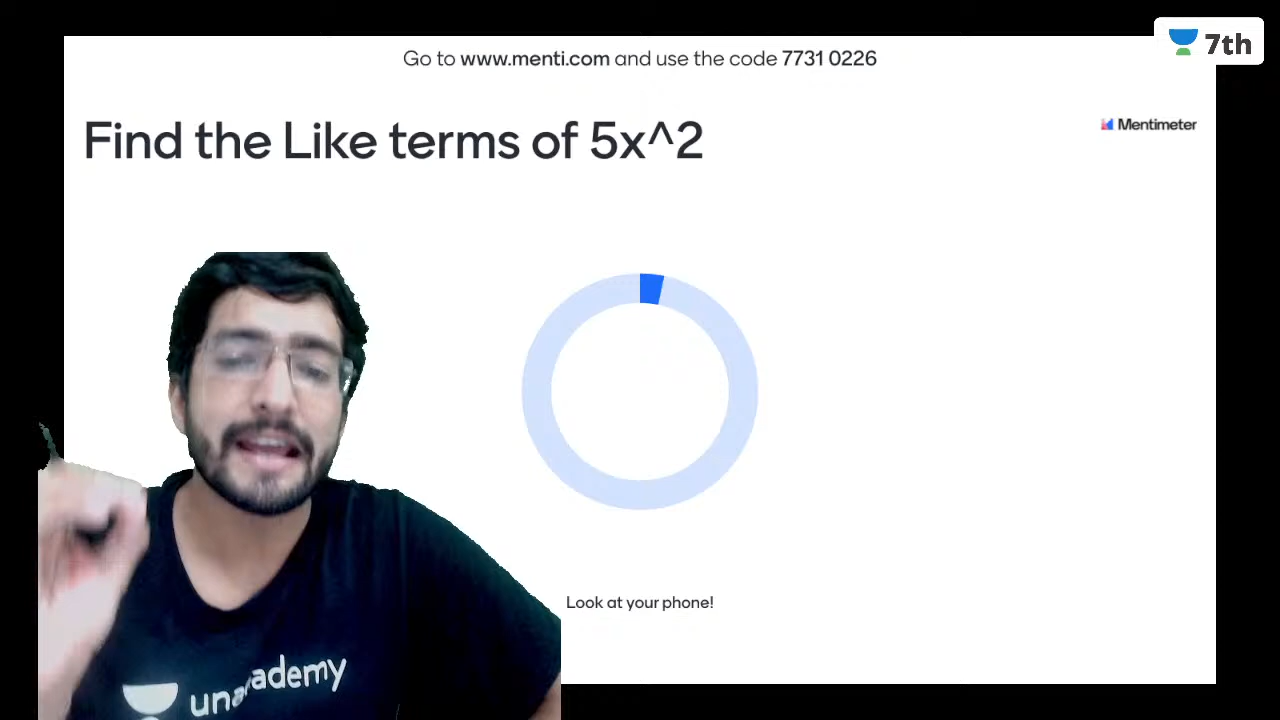 Go to www.menti.com and use the code 7731 0226
7th
Find the Like terms of 5x^2
Mentimeter
Look at your phone!
unacademy